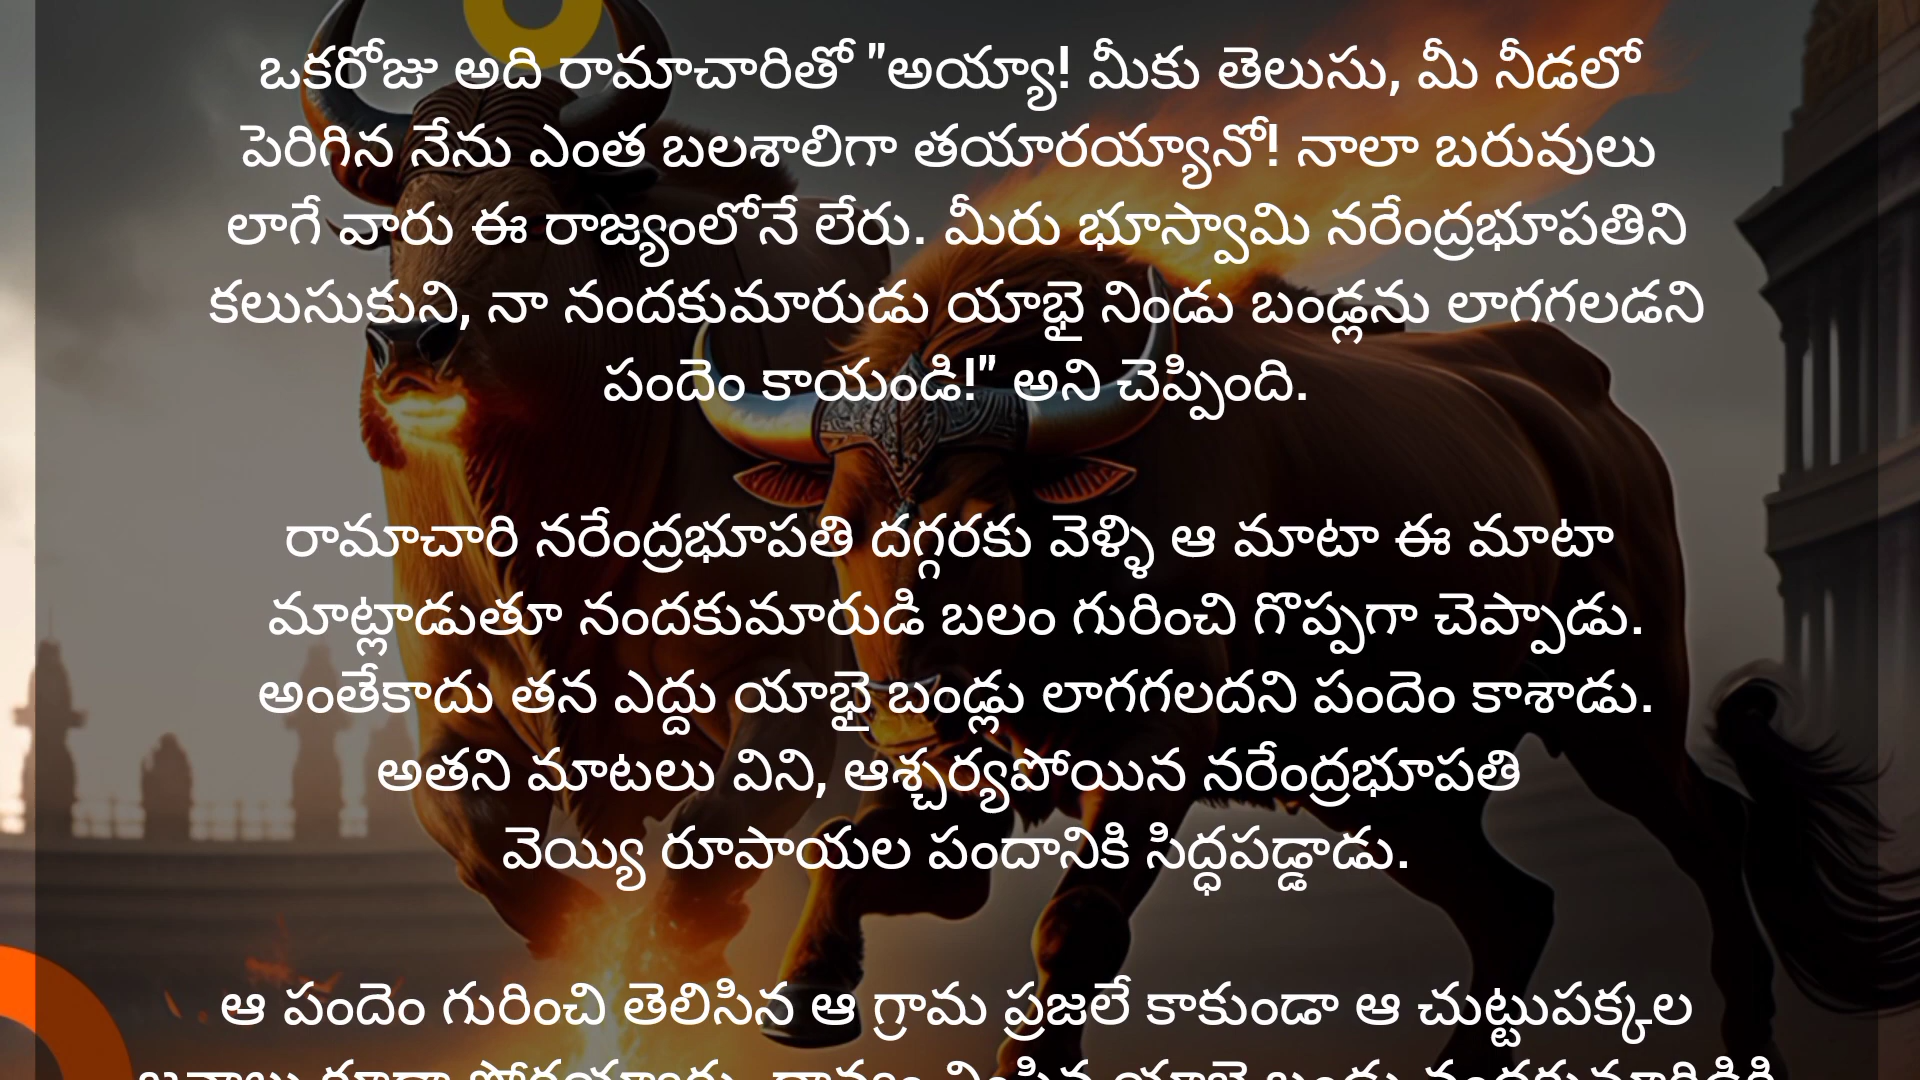 ఒకరోజు అది రామాచారితో "అయ్యా! మీకు తెలుసు, మీ నీడలో
పెరిగిన నేను ఎంత బలశాలిగా తయారయ్యానో! నాలా బరువులు
లాగే వారు ఈ రాజ్యంలోనే లేరు. మీరు భూస్వామి నరేంద్రభూపతిని
కలుసుకుని, నా నందకుమారుడు యాభై నిండు బండ్లను లాగగలడని
పందెం కాయండి!" అని చెప్పింది.
రామాచారి నరేంద్రభూపతి దగ్గరకు వెళ్ళి ఆ మాటా ఈ మాటా
మాట్లాడుతూ నందకుమారుడి బలం గురించి గొప్పగా చెప్పాడు.
అంతేకాదు తన ఎద్దు యాభై బండ్లు లాగగలదని పందెం కాశాడు.
అతని మాటలు విని, ఆశ్చర్యపోయిన నరేంద్రభూపతి
వెయ్యి రూపాయల పందానికి సిద్ధపడ్డాడు.
ఆ పందెం గురించి తెలిసిన ఆ గ్రామ ప్రజలే కాకుండా ఆ చుట్టుపక్కల